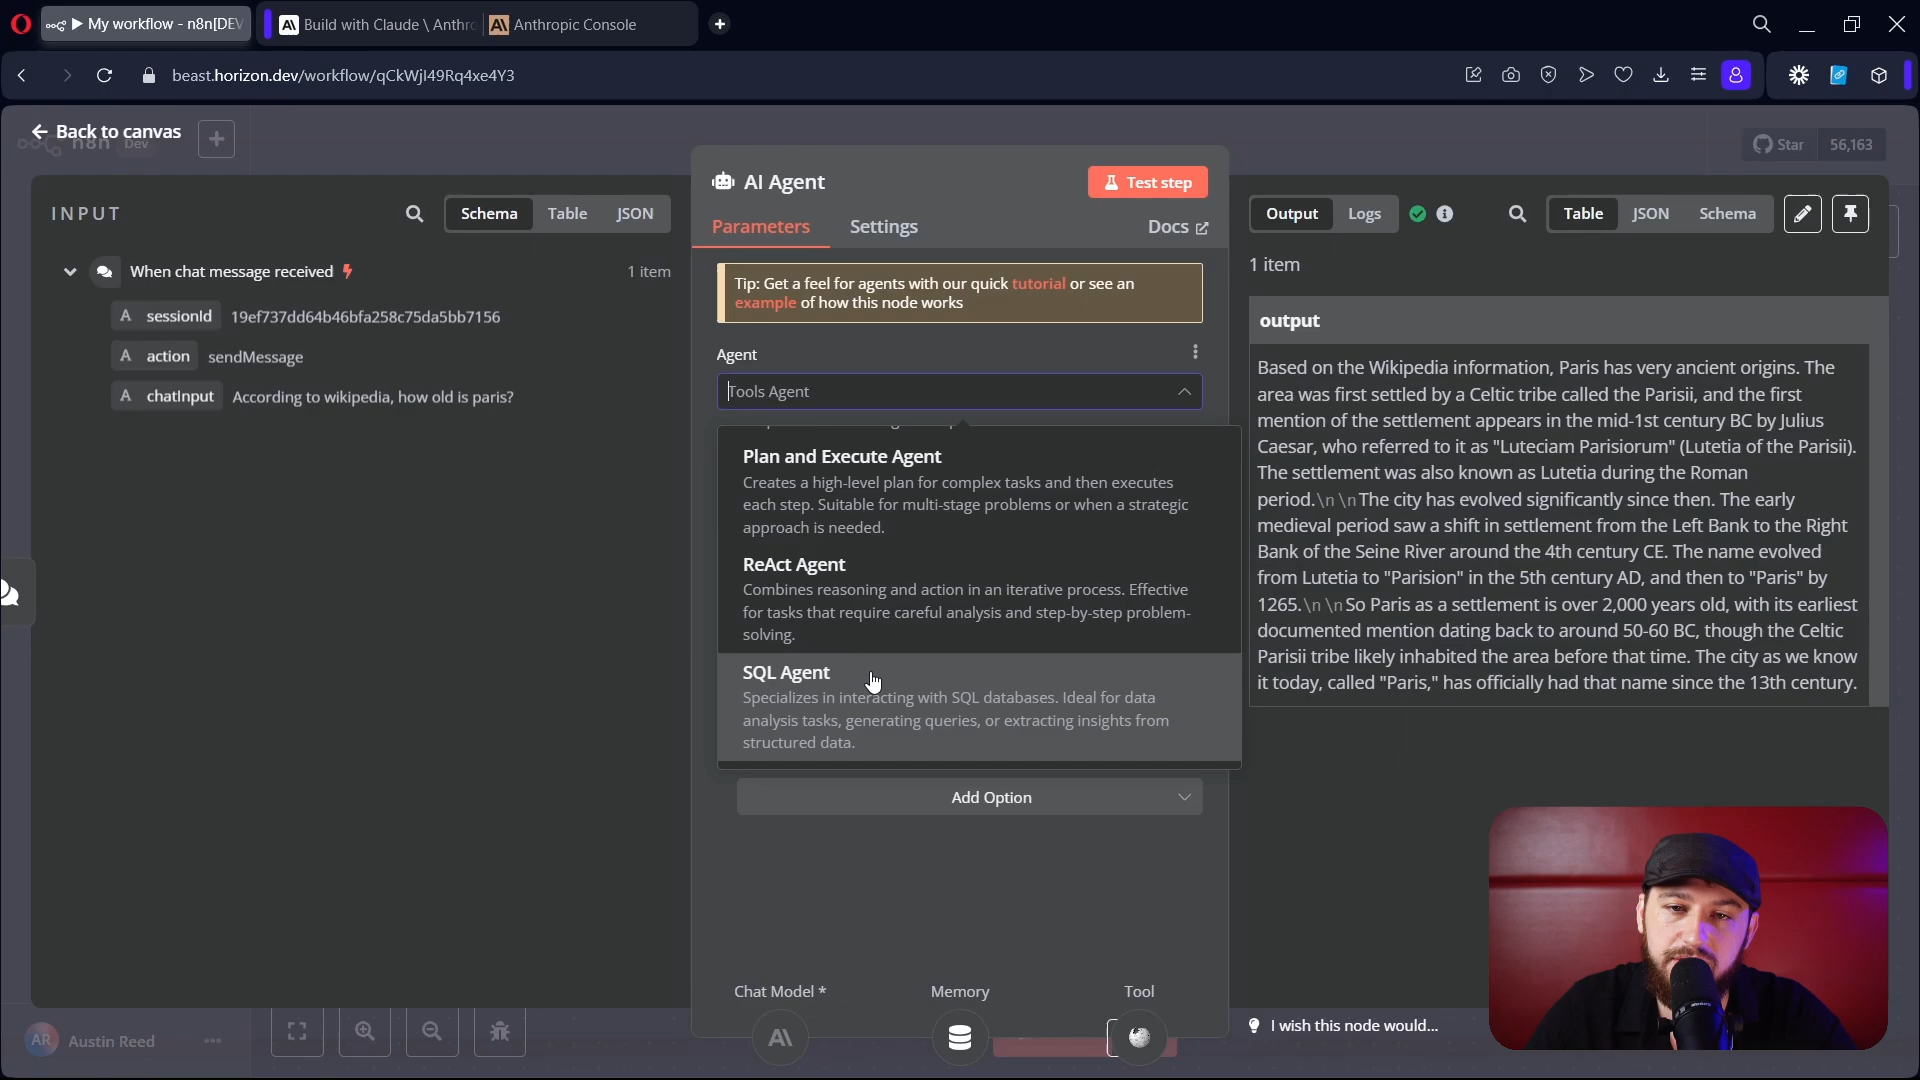 My workflow - n8n[DEV
Build with Claude \ Anthro
Anthropic Console
beast.horizon.dev/workflow/qCkWjI49Rq4xe4Y3
Back to canvas
n8n Dev
Star 56,163
INPUT
Schema Table JSON
When chat message received
1 item
A sessionId 19ef737dd64b46bfa258c75da5bb7156
A action sendMessage
A chatInput According to wikipedia, how old is paris?
AI Agent
Test step
Parameters Settings Docs
Tip: Get a feel for agents with our quick tutorial or see an
example of how this node works
Agent
Tools Agent
Plan and Execute Agent
Creates a high-level plan for complex tasks and then executes
each step. Suitable for multi-stage problems or when a strategic
approach is needed.
ReAct Agent
Combines reasoning and action in an iterative process. Effective
for tasks that require careful analysis and step-by-step problem-
solving.
SQL Agent
Specializes in interacting with SQL databases. Ideal for data
analysis tasks, generating queries, or extracting insights from
structured data.
Add Option
Chat Model * Memory Tool
Output Logs
Table JSON Schema
1 item
output
Based on the Wikipedia information, Paris has very ancient origins. The
area was first settled by a Celtic tribe called the Parisii, and the first
mention of the settlement appears in the mid-1st century BC by Julius
Caesar, who referred to it as "Luteciam Parisiorum" (Lutetia of the Parisii).
The settlement was also known as Lutetia during the Roman
period.\n\nThe city has evolved significantly since then. The early
medieval period saw a shift in settlement from the Left Bank to the Right
Bank of the Seine River around the 4th century CE. The name evolved
from Lutetia to "Parision" in the 5th century AD, and then to "Paris" by
1265.\n\nSo Paris as a settlement is over 2,000 years old, with its earliest
documented mention dating back to around 50-60 BC, though the Celtic
Parisii tribe likely inhabited the area before that time. The city as we know
it today, called "Paris," has officially had that name since the 13th century.
I wish this node would...
AR Austin Reed